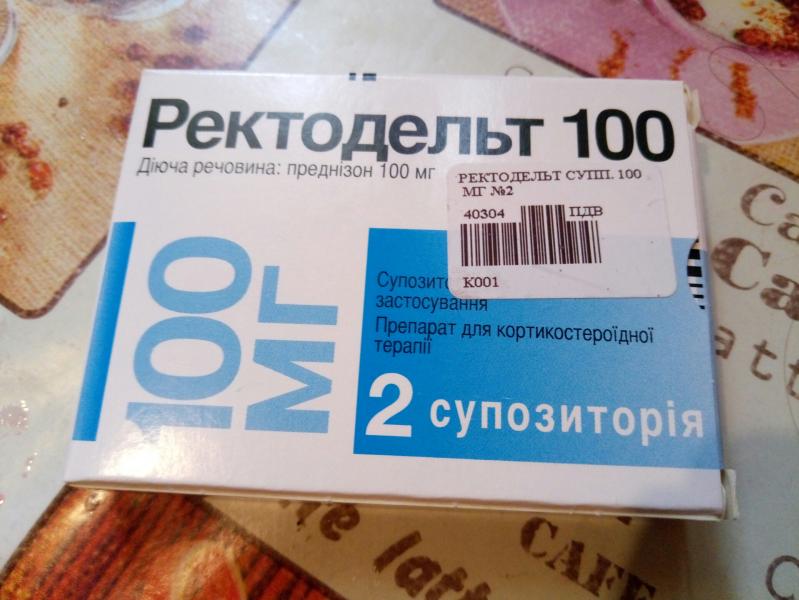 Ректодельт 100
Діюча речовина: преднізон 100 мг
РЕКТОДЕЛЬТ СУПП. 100
МГ №2
40304 ПДВ
К001
100
МГ
застосування
Препарат для кортикостероїдної
терапії
2 супозиторія
CAFE